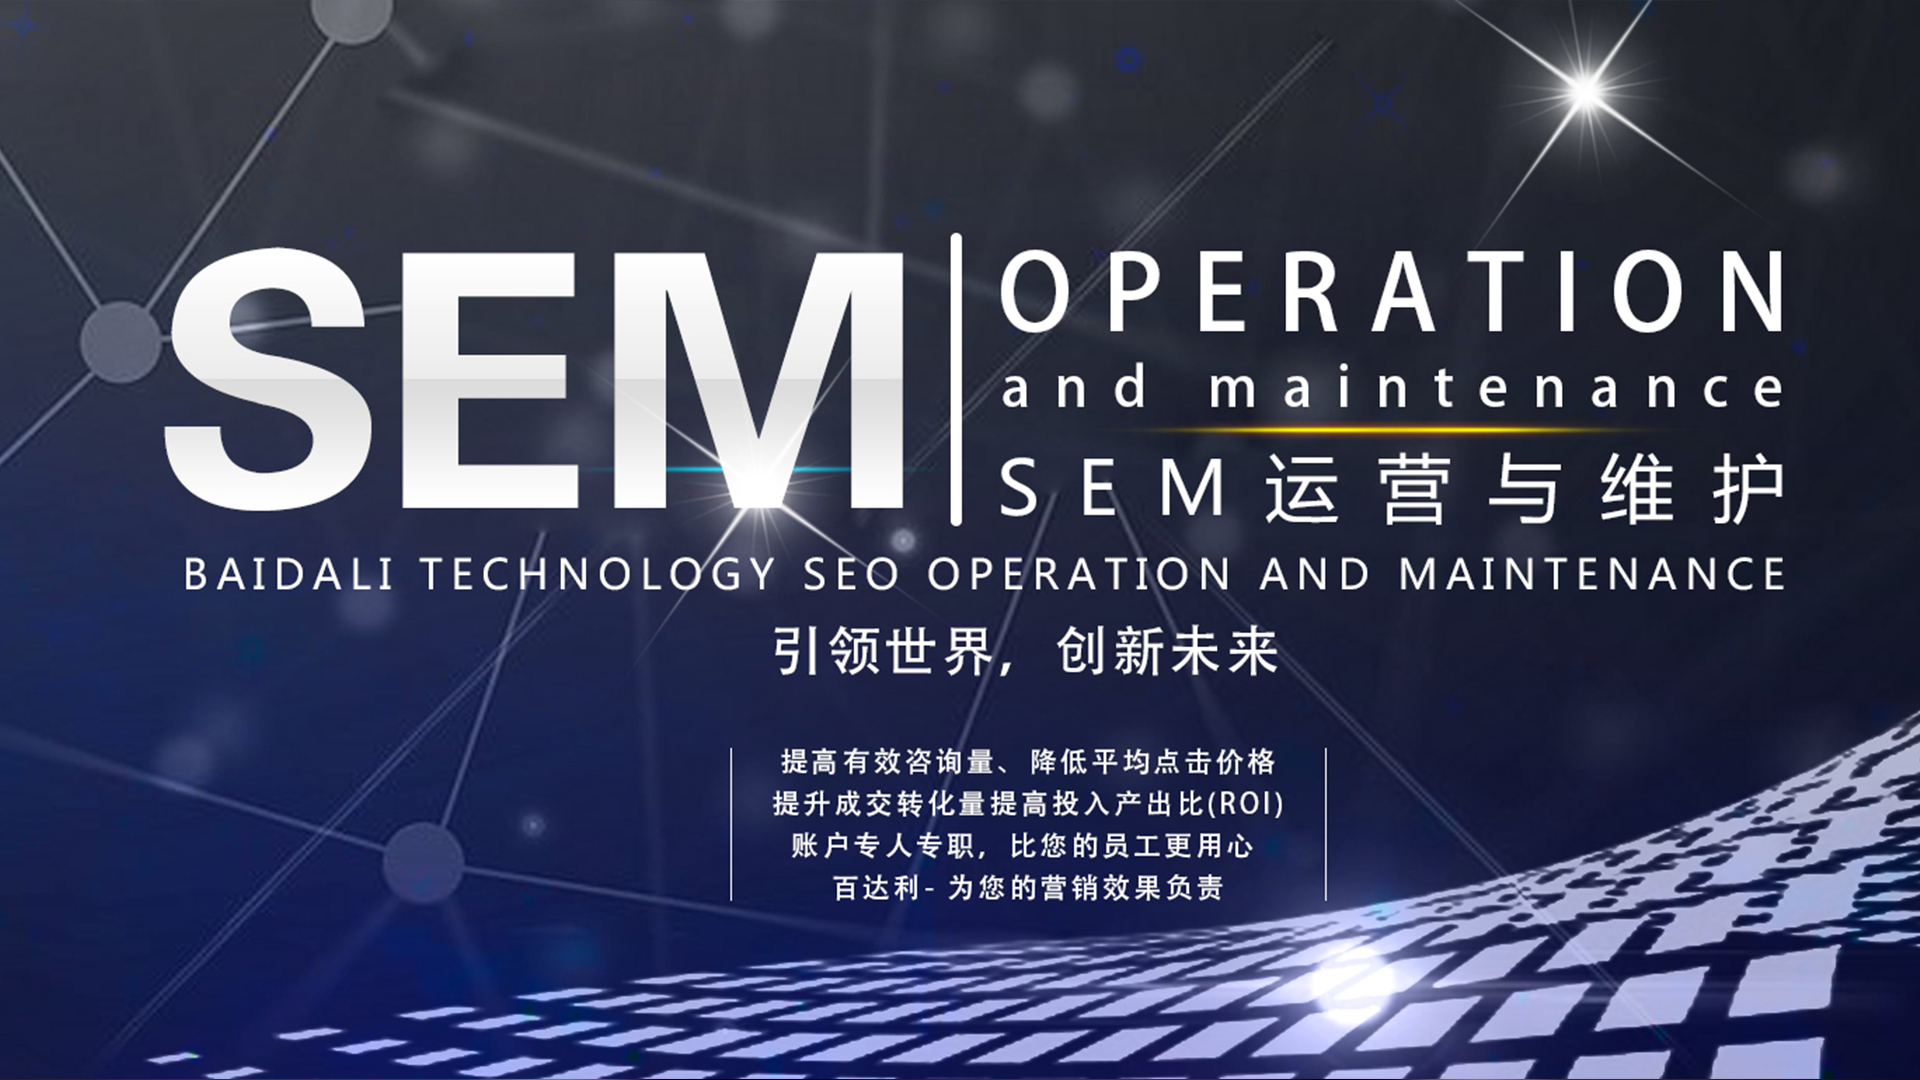 SEM
OPERATION
and maintenance
SEM运营与维护
BAIDALI TECHNOLOGY SEO OPERATION AND MAINTENANCE
引领世界，创新未来
提高有效咨询量、降低平均点击价格
提升成交转化量提高投入产出比(ROI)
账户专人专职，比您的员工更用心
百达利- 为您的营销效果负责